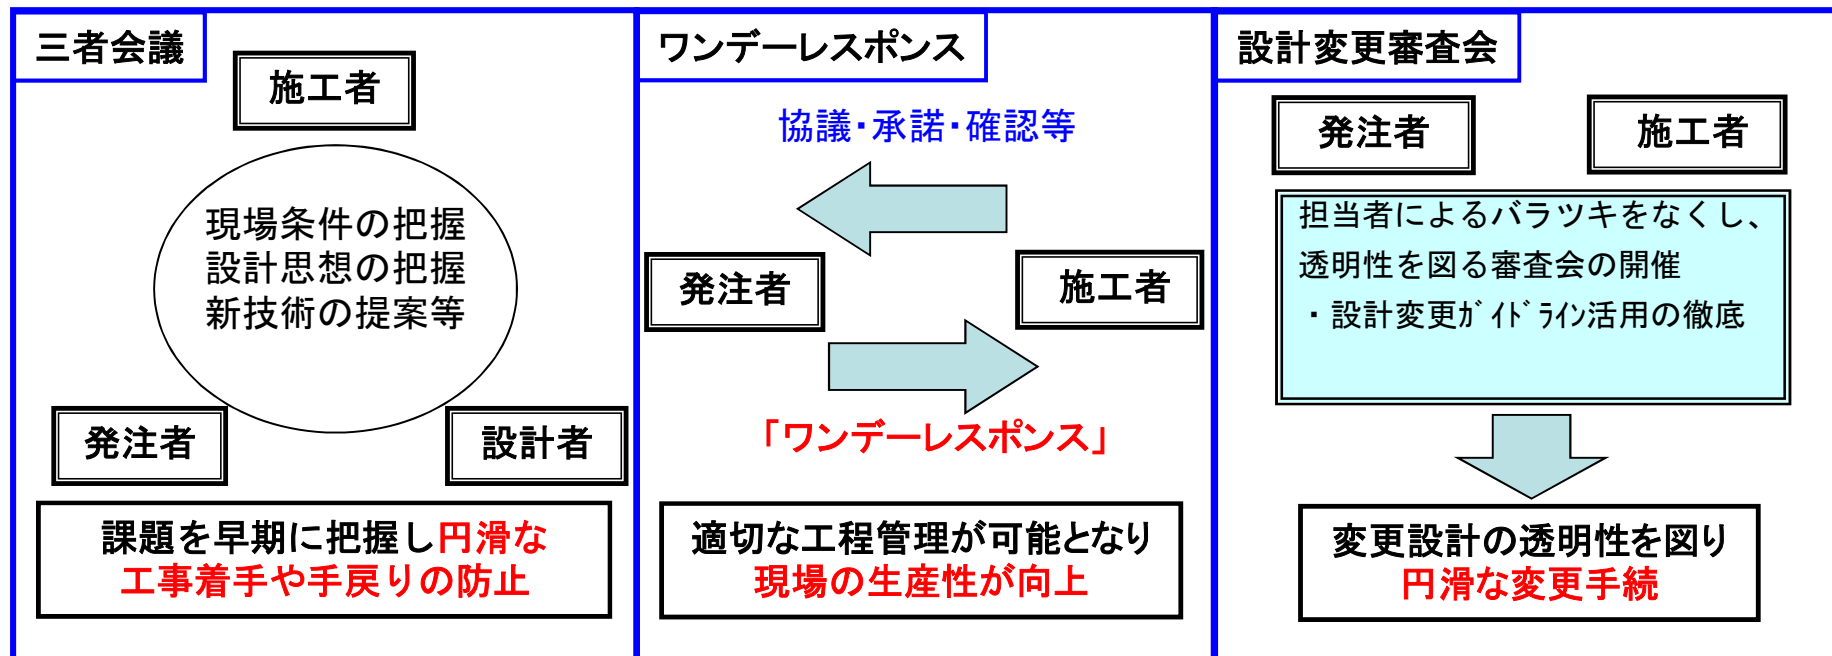 三者会議
施工者
現場条件の把握
設計思想の把握
新技術の提案等
発注者
設計者
課題を早期に把握し円滑な
工事着手や手戻りの防止
ワンデーレスポンス
協議・承諾・確認等
発注者
施工者
「ワンデーレスポンス」
適切な工程管理が可能となり
現場の生産性が向上
設計変更審査会
発注者
施工者
担当者によるバラツキをなくし、
透明性を図る審査会の開催
・設計変更ｶﾞｲﾄﾞﾗｲﾝ活用の徹底
変更設計の透明性を図り
円滑な変更手続